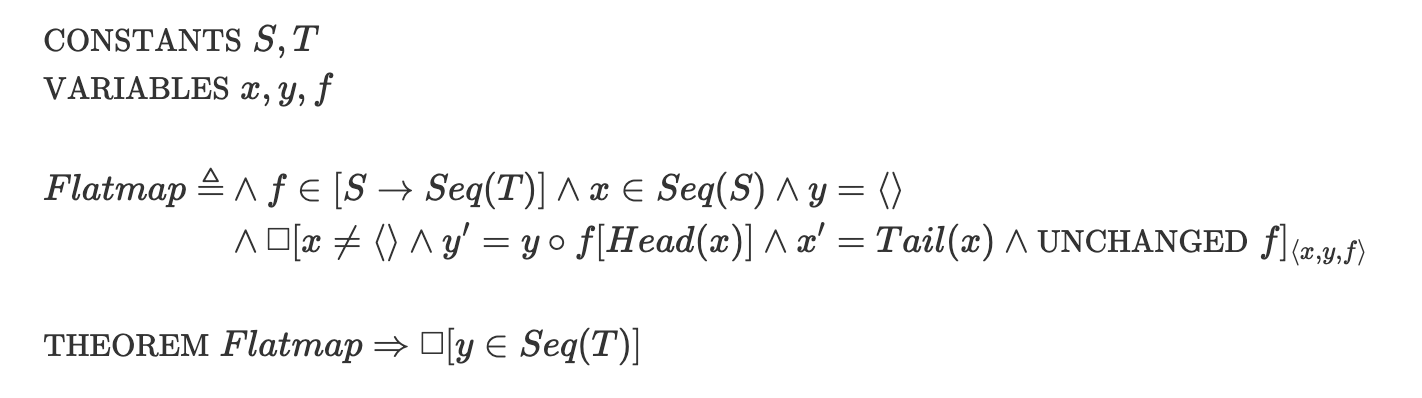 CONSTANTS S, T
VARIABLES x, y, f
Flatmap ≜ ∧ f ∈ [S → Seq(T)] ∧ x ∈ Seq(S) ∧ y = ⟨⟩
∧ □[x ≠ ⟨⟩ ∧ y′ = y ∘ f[Head(x)] ∧ x′ = Tail(x) ∧ UNCHANGED f]⟨x,y,f⟩
THEOREM Flatmap ⇒ □[y ∈ Seq(T)]